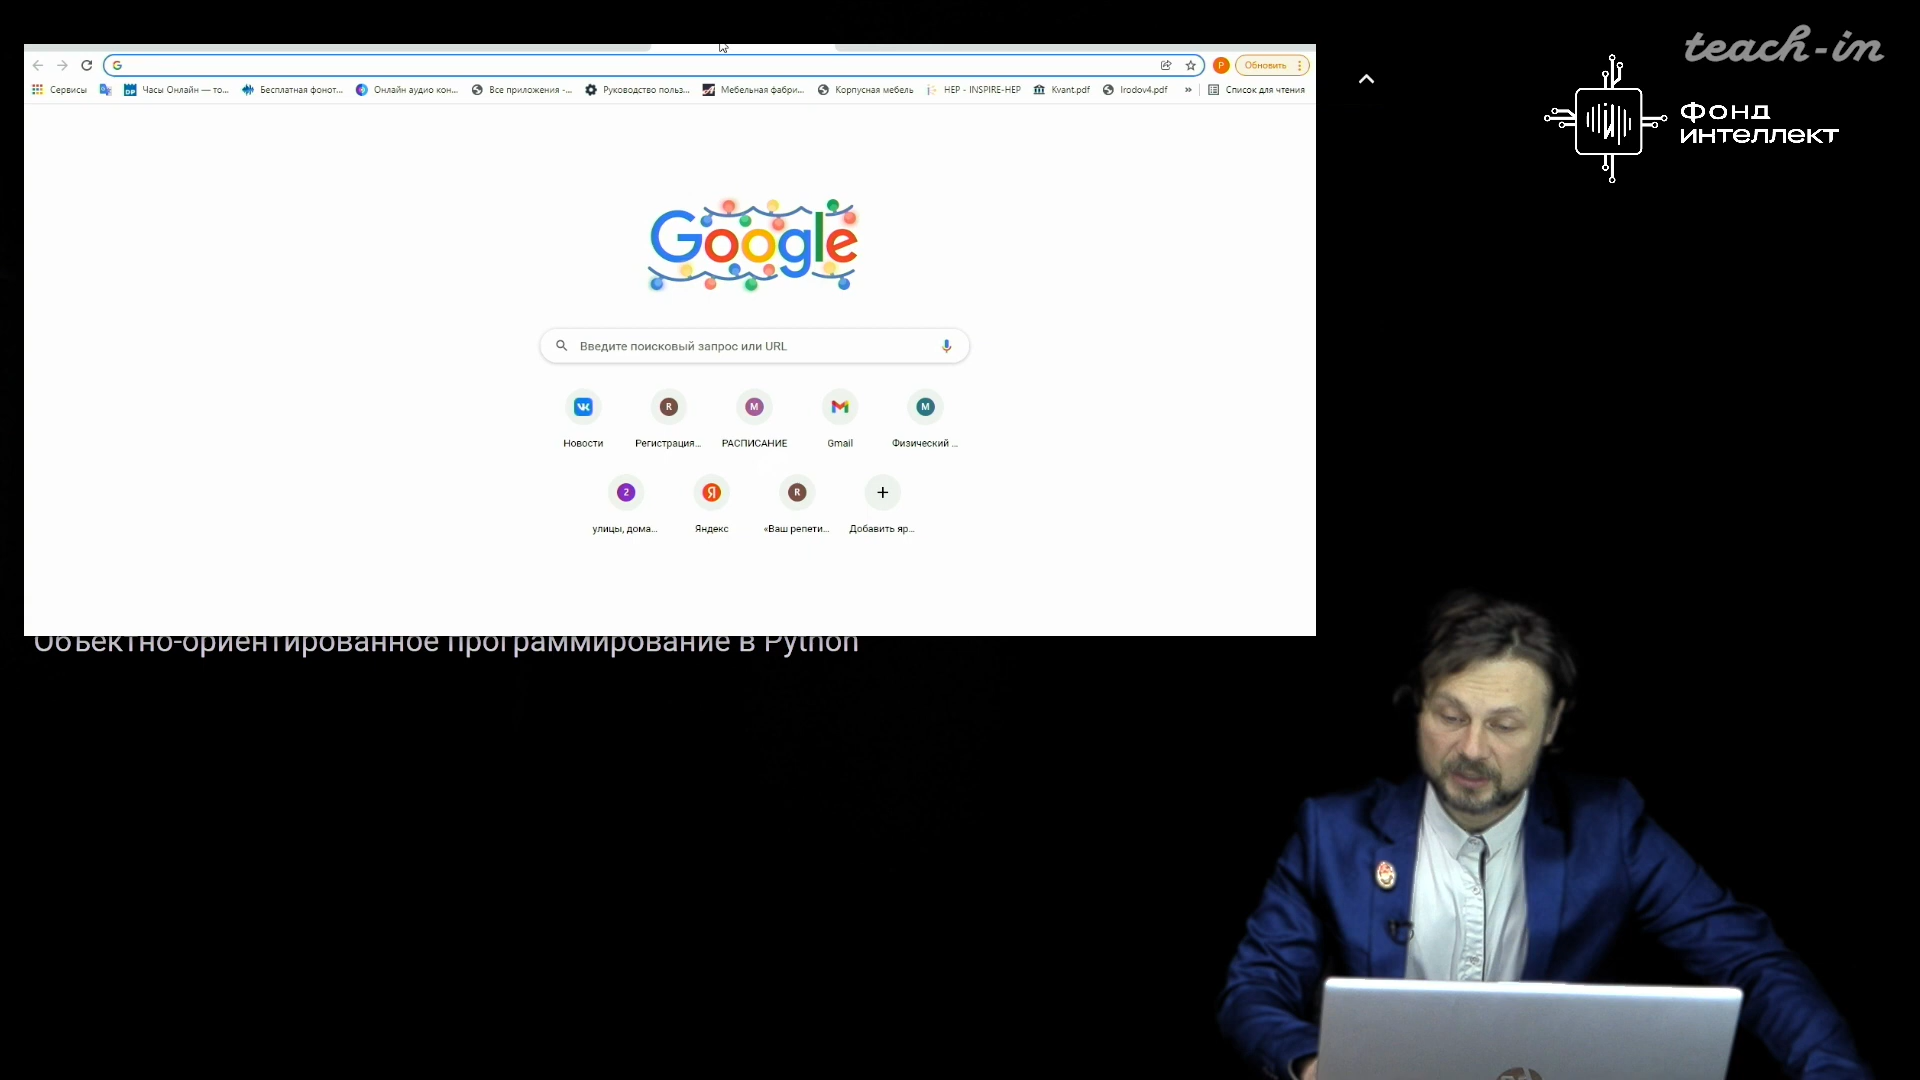 teach-in
Обновить
Сервисы
Часы Онлайн — то...
Бесплатная фонот...
Онлайн аудио кон...
Все приложения -...
Руководство польз...
Мебельная фабри...
Корпусная мебель
HEP - INSPIRE-HEP
Kvant.pdf
Irodov4.pdf
»
Список для чтения
ФОНД
ИНТЕЛЛЕКТ
Google
Введите поисковый запрос или URL
Новости
Регистрация...
РАСПИСАНИЕ
Gmail
Физический ...
улицы, дома...
Яндекс
«Ваш репети...
Добавить яр...
Объектно-ориентированное программирование в Python